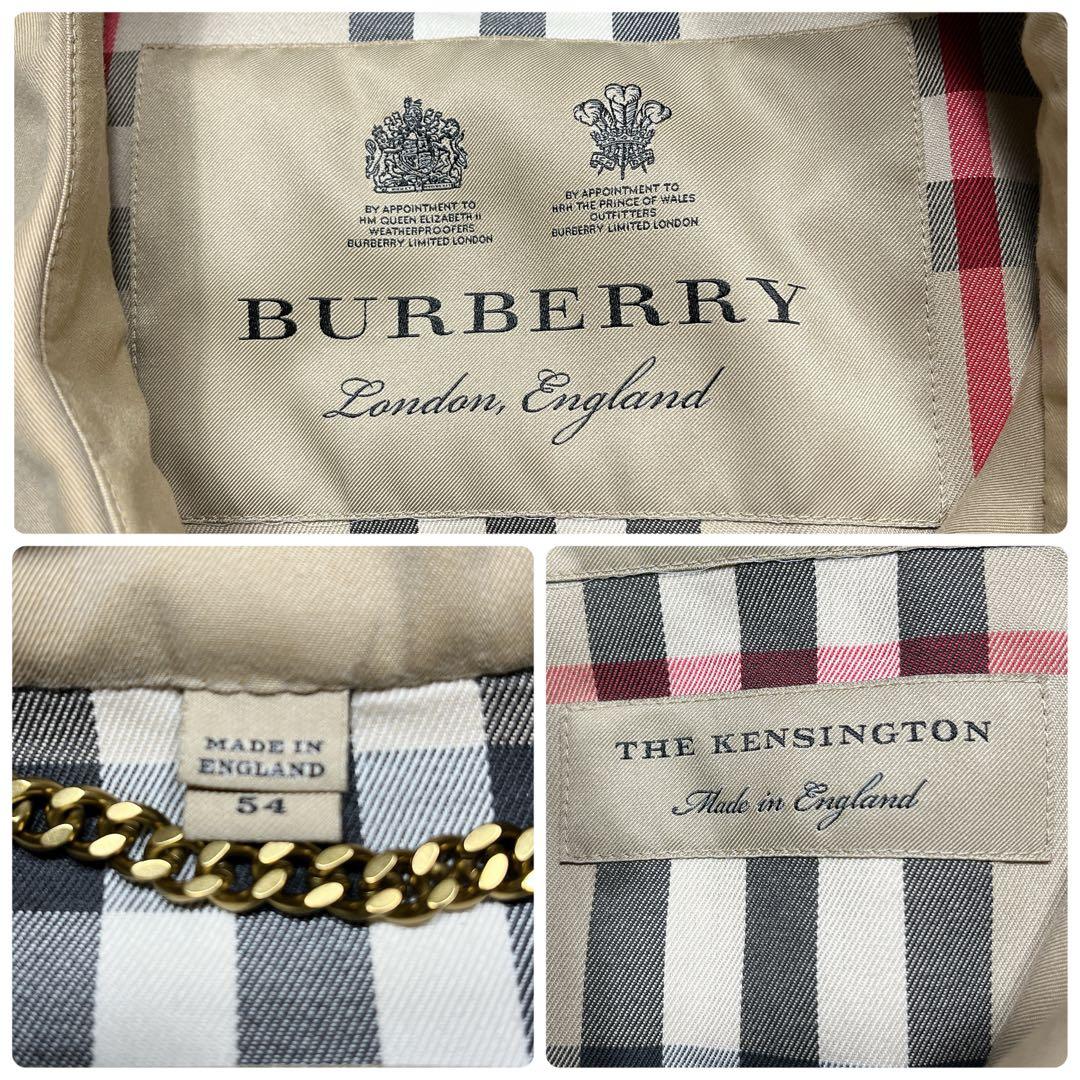 BY APPOINTMENT TO
HM QUEEN ELIZABETH II
WEATHERPROOFERS
BURBERRY LIMITED LONDON
BY APPOINTMENT TO
HRH THE PRINCE OF WALES
OUTFITTERS
BURBERRY LIMITED LONDON
BURBERRY
London, England
MADE IN
ENGLAND
54
THE KENSINGTON
Made in England